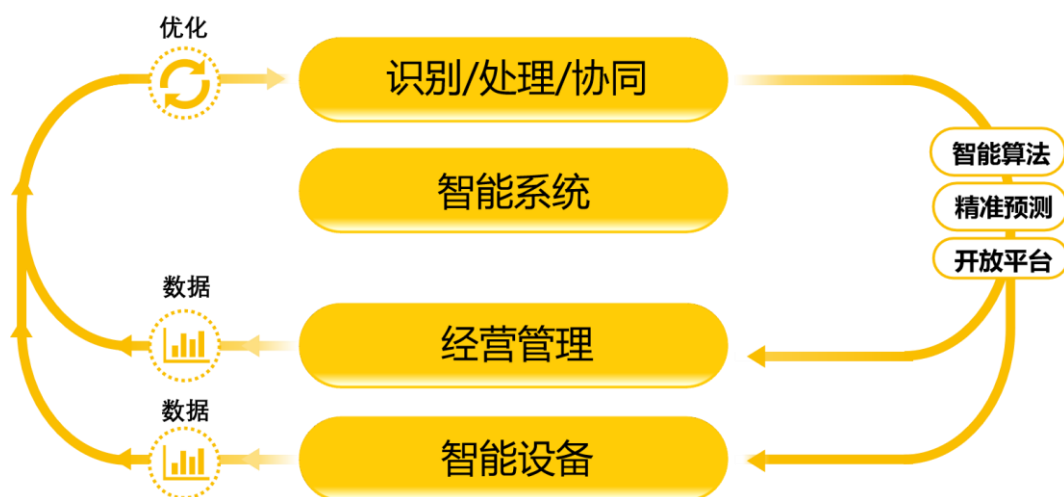 优化
识别/处理/协同
智能算法
智能系统
精准预测
开放平台
数据
经营管理
数据
智能设备